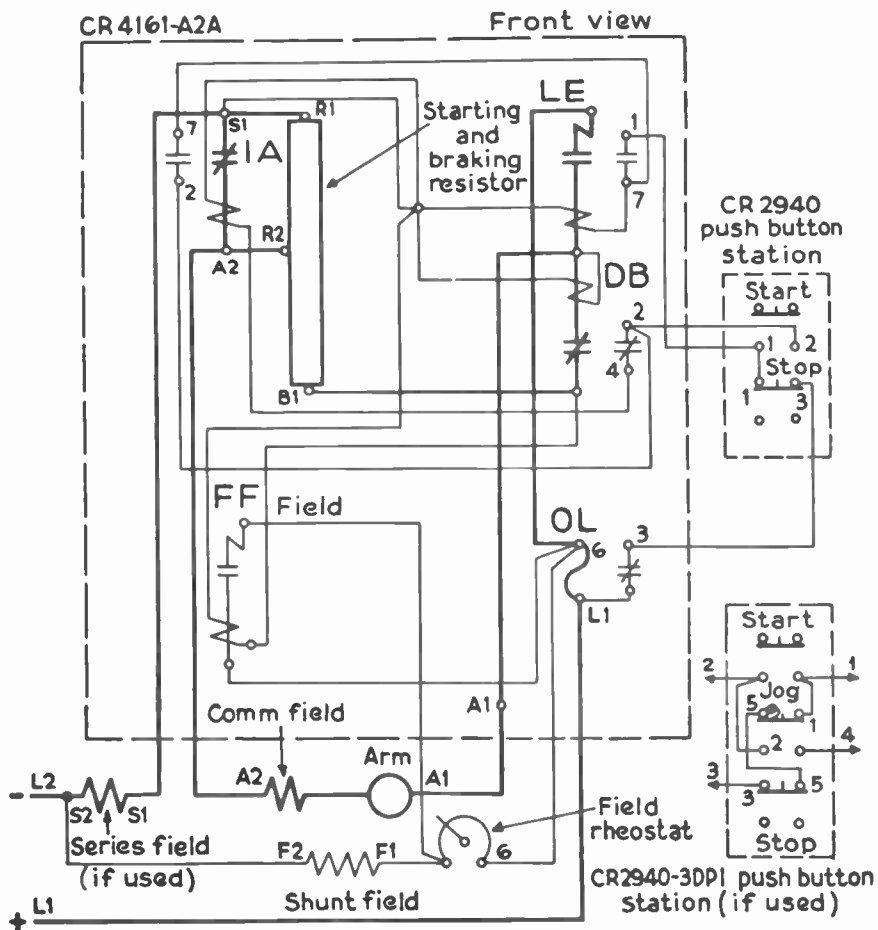 CR 4161-A2A
Front view
7
S1
R1
1A
2
R2
A2
B1
Starting
and
braking
resistor
LE
1
7
DB
2
4
CR 2940
push button
station
Start
1 2
Stop
1 3
FF Field
OL
6
3
L1
Start
2 1
Jog
5 1
2 4
3 3 5
Stop
CR2940-3DP1 push button
station (if used)
A1
Comm field
A2
Arm
A1
- L2
S2 S1
Series field
(if used)
F2 F1
Shunt field
6
Field
rheostat
+ L1